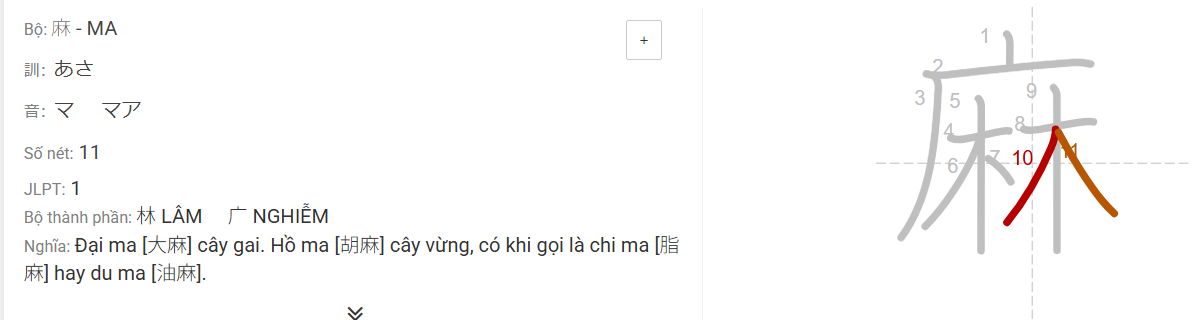 Bộ: 麻 - MA
+
訓: あさ
音: マ マア
Số nét: 11
JLPT: 1
Bộ thành phần: 林 LÂM 广 NGHIỄM
Nghĩa: Đại ma [大麻] cây gai. Hồ ma [胡麻] cây vừng, có khi gọi là chi ma [脂
麻] hay du ma [油麻].
麻
1
2
3
4
5
6
7
8
9
10
11